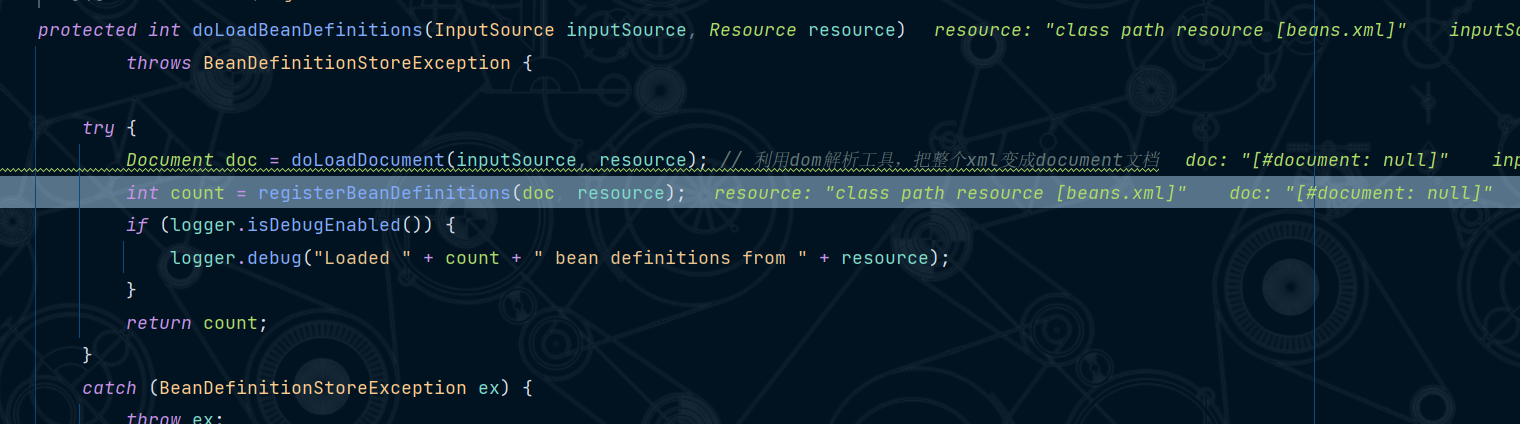 protected int doLoadBeanDefinitions(InputSource inputSource, Resource resource) resource: "class path resource [beans.xml]" inputSo
throws BeanDefinitionStoreException {
try {
Document doc = doLoadDocument(inputSource, resource); // 利用dom解析工具，把整个xml变成document文档 doc: "[#document: null]" inp
int count = registerBeanDefinitions(doc, resource); resource: "class path resource [beans.xml]" doc: "[#document: null]"
if (logger.isDebugEnabled()) {
logger.debug("Loaded " + count + " bean definitions from " + resource);
}
return count;
}
catch (BeanDefinitionStoreException ex) {
throw ex;